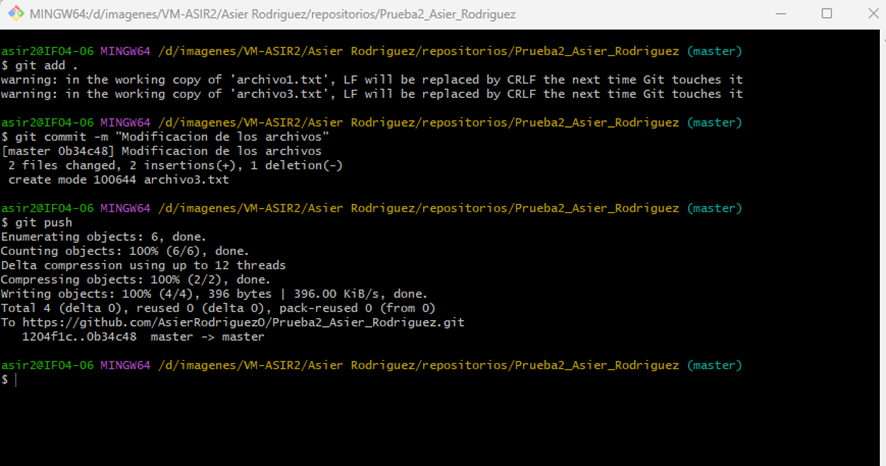 MINGW64:/d/imagenes/VM-ASIR2/Asier Rodriguez/repositorios/Prueba2_Asier_Rodriguez
asir2@IFO4-06 MINGW64 /d/imagenes/VM-ASIR2/Asier Rodriguez/repositorios/Prueba2_Asier_Rodriguez (master)
$ git add .
warning: in the working copy of 'archivo1.txt', LF will be replaced by CRLF the next time Git touches it
warning: in the working copy of 'archivo3.txt', LF will be replaced by CRLF the next time Git touches it
asir2@IFO4-06 MINGW64 /d/imagenes/VM-ASIR2/Asier Rodriguez/repositorios/Prueba2_Asier_Rodriguez (master)
$ git commit -m "Modificacion de los archivos"
[master 0b34c48] Modificacion de los archivos
2 files changed, 2 insertions(+), 1 deletion(-)
create mode 100644 archivo3.txt
asir2@IFO4-06 MINGW64 /d/imagenes/VM-ASIR2/Asier Rodriguez/repositorios/Prueba2_Asier_Rodriguez (master)
$ git push
Enumerating objects: 6, done.
Counting objects: 100% (6/6), done.
Delta compression using up to 12 threads
Compressing objects: 100% (2/2), done.
Writing objects: 100% (4/4), 396 bytes | 396.00 KiB/s, done.
Total 4 (delta 0), reused 0 (delta 0), pack-reused 0 (from 0)
To https://github.com/AsierRodriguez0/Prueba2_Asier_Rodriguez.git
1204f1c..0b34c48  master -> master
asir2@IFO4-06 MINGW64 /d/imagenes/VM-ASIR2/Asier Rodriguez/repositorios/Prueba2_Asier_Rodriguez (master)
$